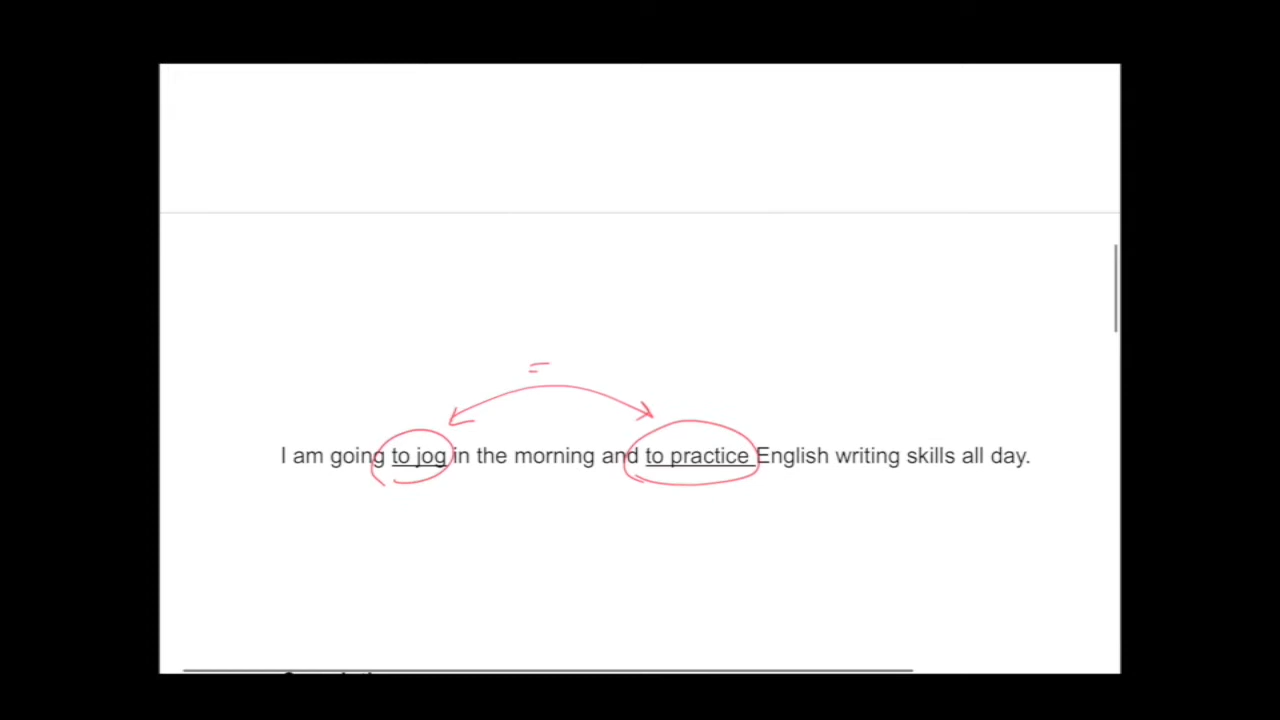 =
I am going to jog in the morning and to practice English writing skills all day.